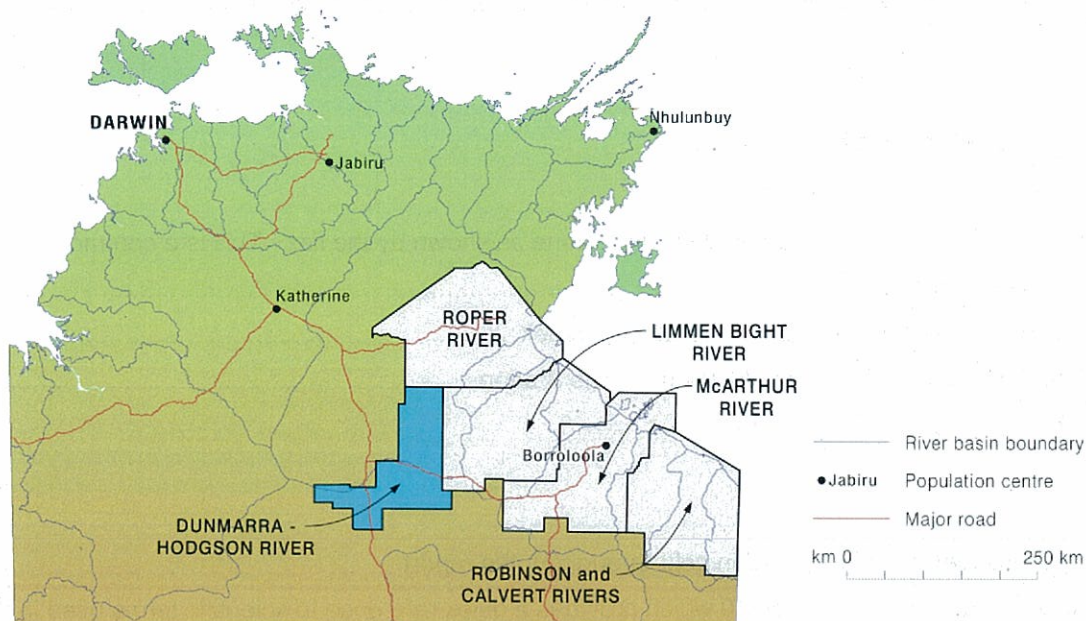 DARWIN
Nhulunbuy
Jabiru
Katherine
ROPER
RIVER
LIMMEN BIGHT
RIVER
McARTHUR
RIVER
Borroloola
DUNMARRA -
HODGSON RIVER
ROBINSON and
CALVERT RIVERS
River basin boundary
Jabiru Population centre
Major road
km 0 250 km